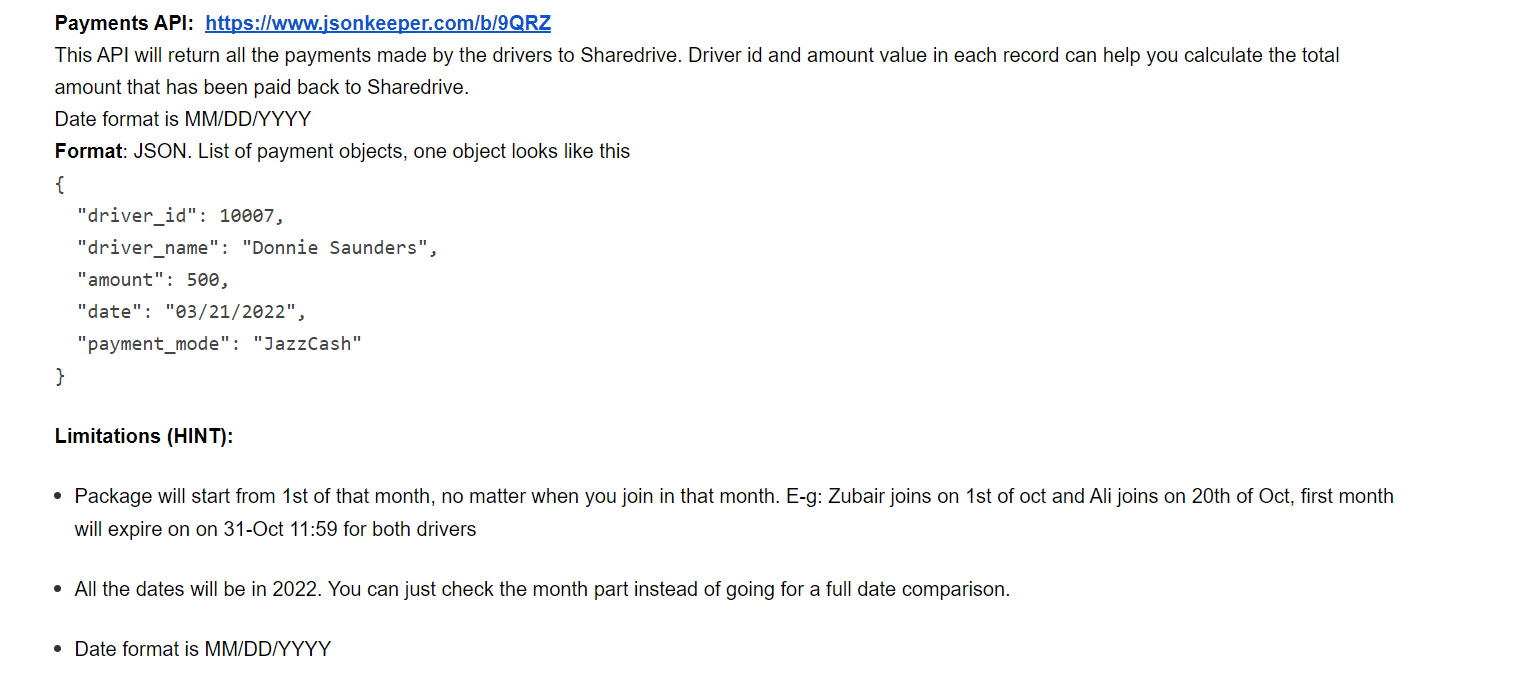 Payments API: https://www.jsonkeeper.com/b/9QRZ
This API will return all the payments made by the drivers to Sharedrive. Driver id and amount value in each record can help you calculate the total
amount that has been paid back to Sharedrive.
Date format is MM/DD/YYYY
Format: JSON. List of payment objects, one object looks like this
{
  "driver_id": 10007,
  "driver_name": "Donnie Saunders",
  "amount": 500,
  "date": "03/21/2022",
  "payment_mode": "JazzCash"
}
Limitations (HINT):
• Package will start from 1st of that month, no matter when you join in that month. E-g: Zubair joins on 1st of oct and Ali joins on 20th of Oct, first month
will expire on on 31-Oct 11:59 for both drivers
• All the dates will be in 2022. You can just check the month part instead of going for a full date comparison.
• Date format is MM/DD/YYYY